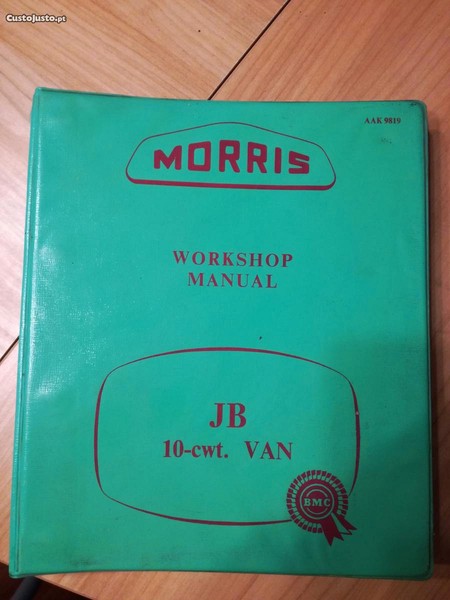 CustoJusto.pt
AAK 9819
MORRIS
WORKSHOP
MANUAL
JB
10-cwt. VAN
BMC